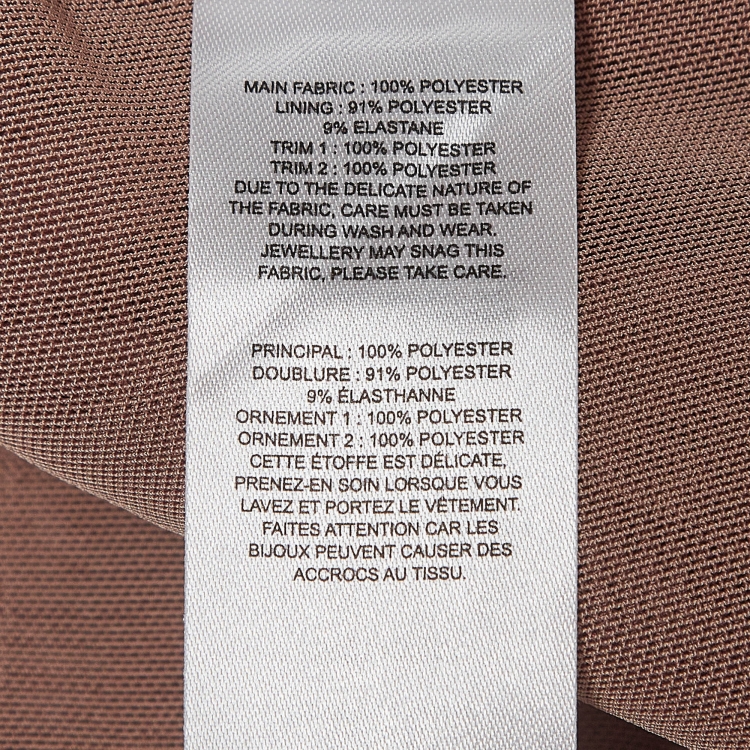 MAIN FABRIC : 100% POLYESTER
LINING : 91% POLYESTER
9% ELASTANE
TRIM 1 : 100% POLYESTER
TRIM 2 : 100% POLYESTER
DUE TO THE DELICATE NATURE OF
THE FABRIC, CARE MUST BE TAKEN
DURING WASH AND WEAR.
JEWELLERY MAY SNAG THIS
FABRIC, PLEASE TAKE CARE.
PRINCIPAL : 100% POLYESTER
DOUBLURE : 91% POLYESTER
9% ÉLASTHANNE
ORNEMENT 1 : 100% POLYESTER
ORNEMENT 2 : 100% POLYESTER
CETTE ÉTOFFE EST DÉLICATE,
PRENEZ-EN SOIN LORSQUE VOUS
LAVEZ ET PORTEZ LE VÊTEMENT.
FAITES ATTENTION CAR LES
BIJOUX PEUVENT CAUSER DES
ACCROCS AU TISSU.